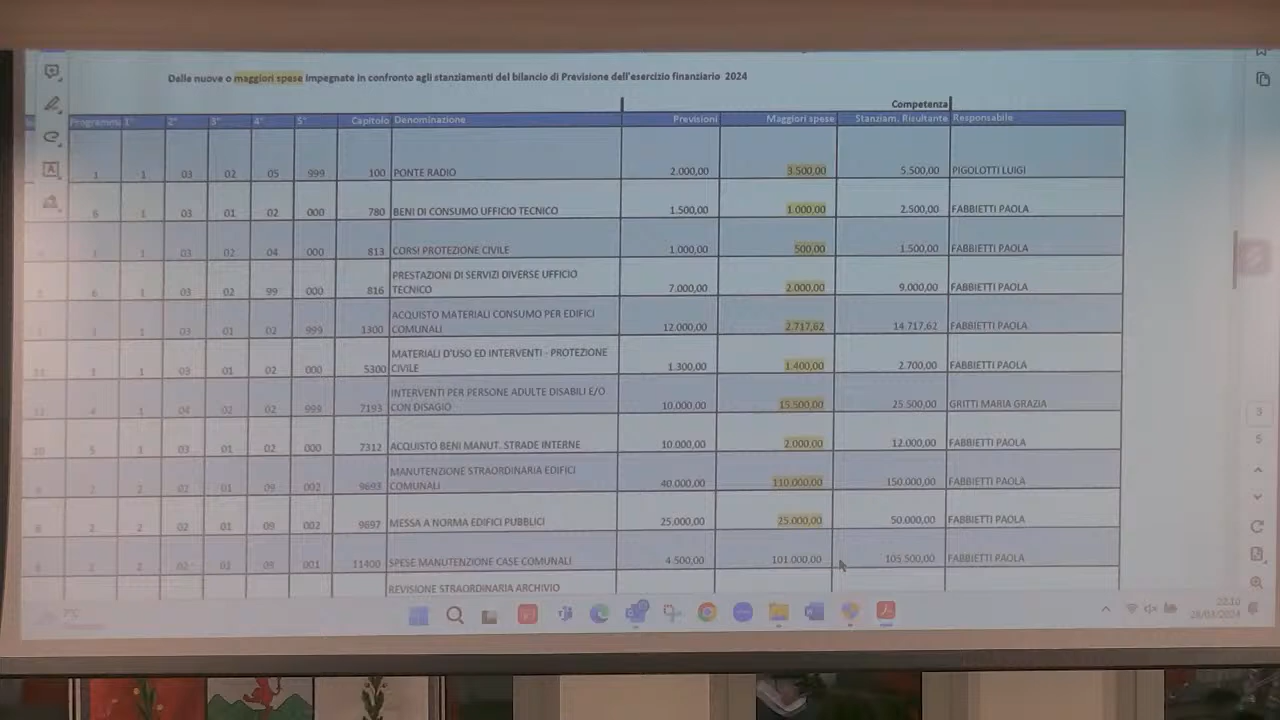 Delle nuove o maggiori spese impegnate in confronto agli stanziamenti del bilancio di Previsione dell'esercizio finanziario 2024
Competenza
Programma 1° 2° 3° 4° 5° Capitolo Denominazione Previsioni Maggiori spese Stanziam. Risultante Responsabile
1 1 03 02 05 999 100 PONTE RADIO 2.000,00 3.500,00 5.500,00 PIGOLOTTI LUIGI
6 1 03 01 02 000 780 BENI DI CONSUMO UFFICIO TECNICO 1.500,00 1.000,00 2.500,00 FABBIETTI PAOLA
1 1 03 02 04 000 813 CORSI PROTEZIONE CIVILE 1.000,00 500,00 1.500,00 FABBIETTI PAOLA
PRESTAZIONI DI SERVIZI DIVERSE UFFICIO
6 1 03 02 99 000 816 TECNICO 7.000,00 2.000,00 9.000,00 FABBIETTI PAOLA
ACQUISTO MATERIALI CONSUMO PER EDIFICI
1 03 01 02 999 1300 COMUNALI 12.000,00 2.717,62 14.717,62 FABBIETTI PAOLA
MATERIALI D'USO ED INTERVENTI - PROTEZIONE
11 1 1 03 01 02 000 5300 CIVILE 1.300,00 1.400,00 2.700,00 FABBIETTI PAOLA
INTERVENTI PER PERSONE ADULTE DISABILI E/O
12 4 1 04 02 02 999 7193 CON DISAGIO 10.000,00 15.500,00 25.500,00 GRITTI MARIA GRAZIA
10 5 1 03 01 02 000 7312 ACQUISTO BENI MANUT. STRADE INTERNE 10.000,00 2.000,00 12.000,00 FABBIETTI PAOLA
MANUTENZIONE STRAORDINARIA EDIFICI
2 2 02 01 09 002 9693 COMUNALI 40.000,00 110.000,00 150.000,00 FABBIETTI PAOLA
8 2 2 02 01 09 002 9697 MESSA A NORMA EDIFICI PUBBLICI 25.000,00 25.000,00 50.000,00 FABBIETTI PAOLA
2 2 02 001 11400 SPESE MANUTENZIONE CASE COMUNALI 4.500,00 101.000,00 105.500,00 FABBIETTI PAOLA
REVISIONE STRAORDINARIA ARCHIVIO
3
5
22:10